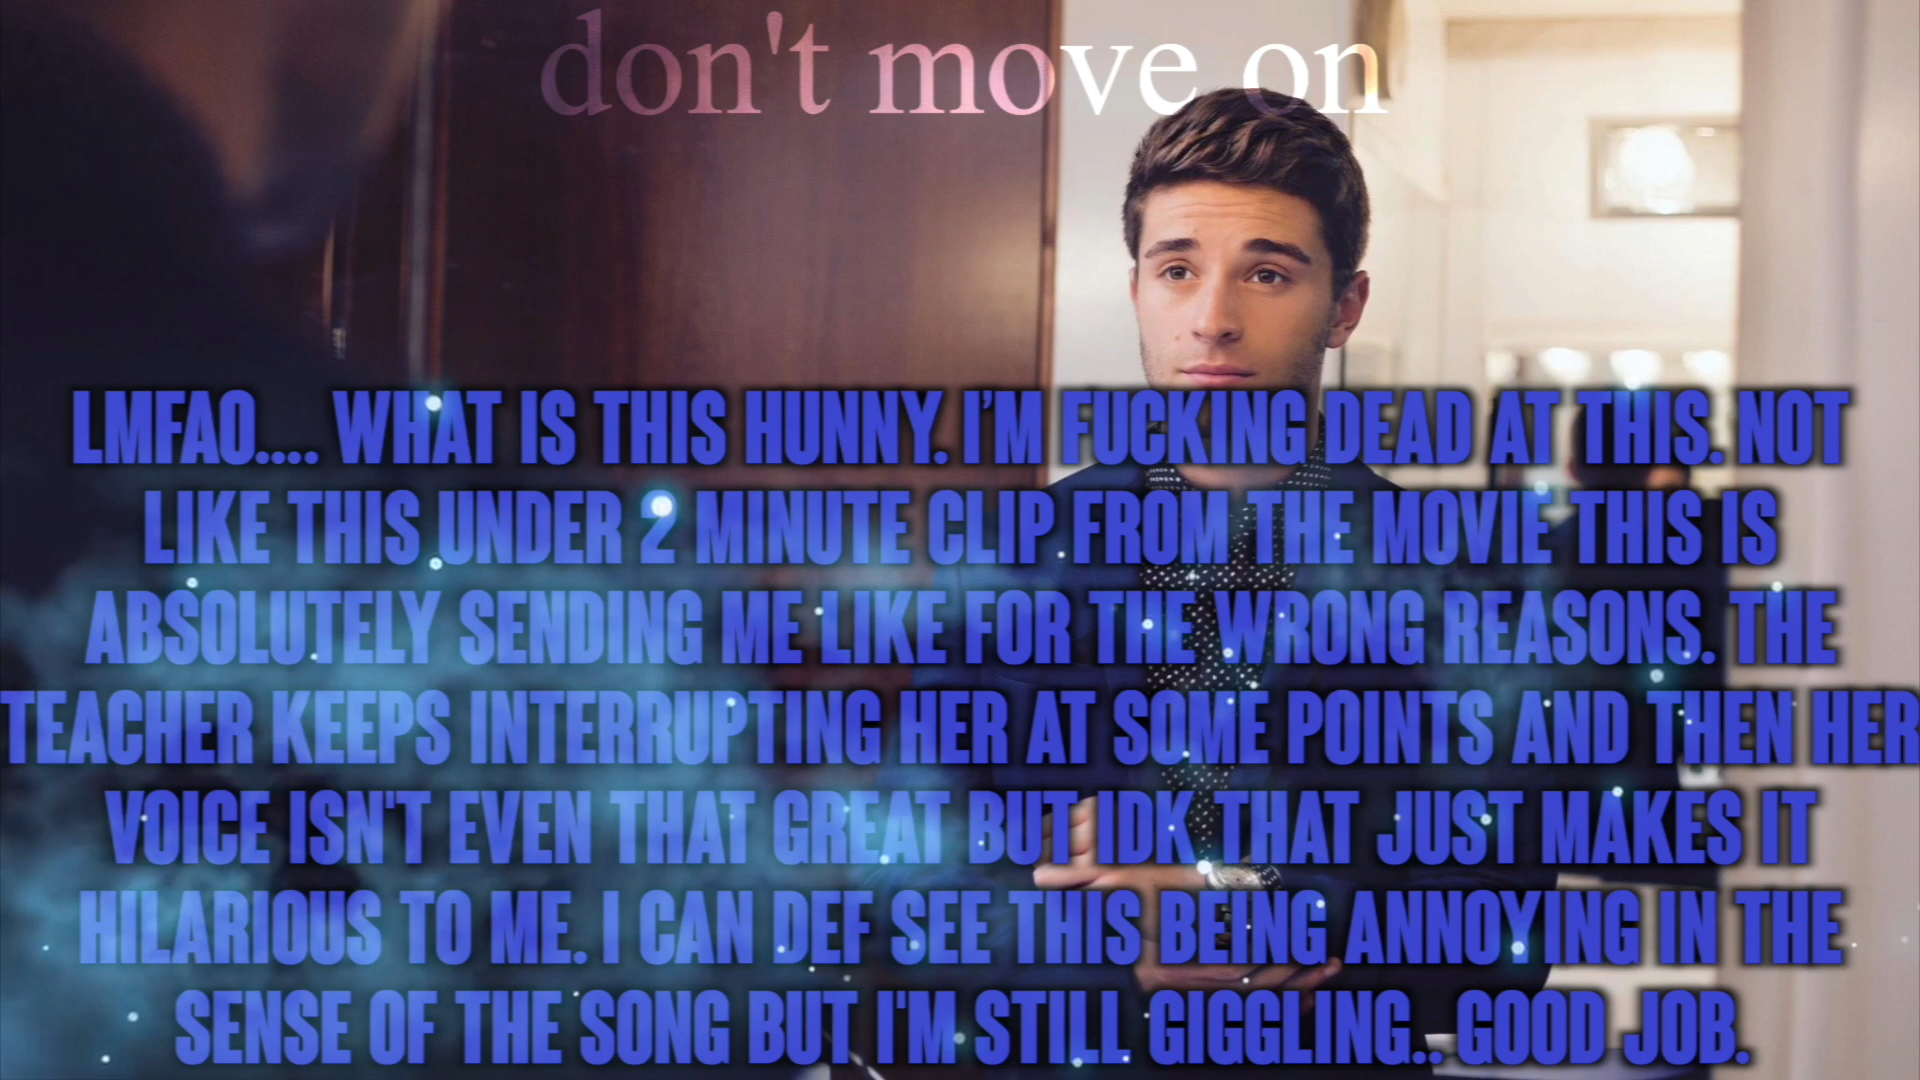 don't move on
LMFAO.... WHAT IS THIS HUNNY. I’M FUCKING DEAD AT THIS. NOT
LIKE THIS UNDER 2 MINUTE CLIP FROM THE MOVIE THIS IS
ABSOLUTELY SENDING ME LIKE FOR THE WRONG REASONS. THE
TEACHER KEEPS INTERRUPTING HER AT SOME POINTS AND THEN HER
VOICE ISN'T EVEN THAT GREAT BUT IDK THAT JUST MAKES IT
HILARIOUS TO ME. I CAN DEF SEE THIS BEING ANNOYING IN THE
SENSE OF THE SONG BUT I'M STILL GIGGLING.. GOOD JOB.